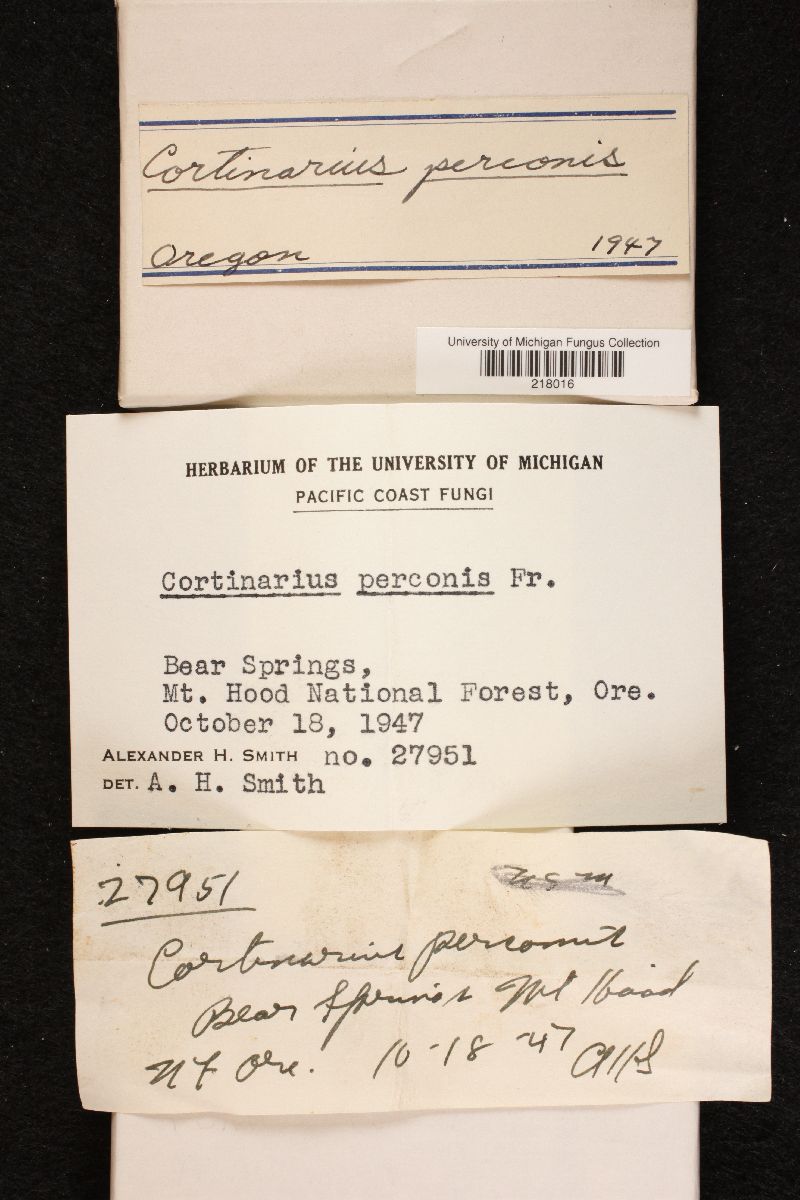 Cortinarius perconis
Oregon 1947
University of Michigan Fungus Collection
218016
HERBARIUM OF THE UNIVERSITY OF MICHIGAN
PACIFIC COAST FUNGI
Cortinarius perconis Fr.
Bear Springs,
Mt. Hood National Forest, Ore.
October 18, 1947
ALEXANDER H. SMITH no. 27951
DET. A. H. Smith
27951
Cortinarius perconis
Bear Springs Mt Hood
NF Ore. 10-18-47 AHS